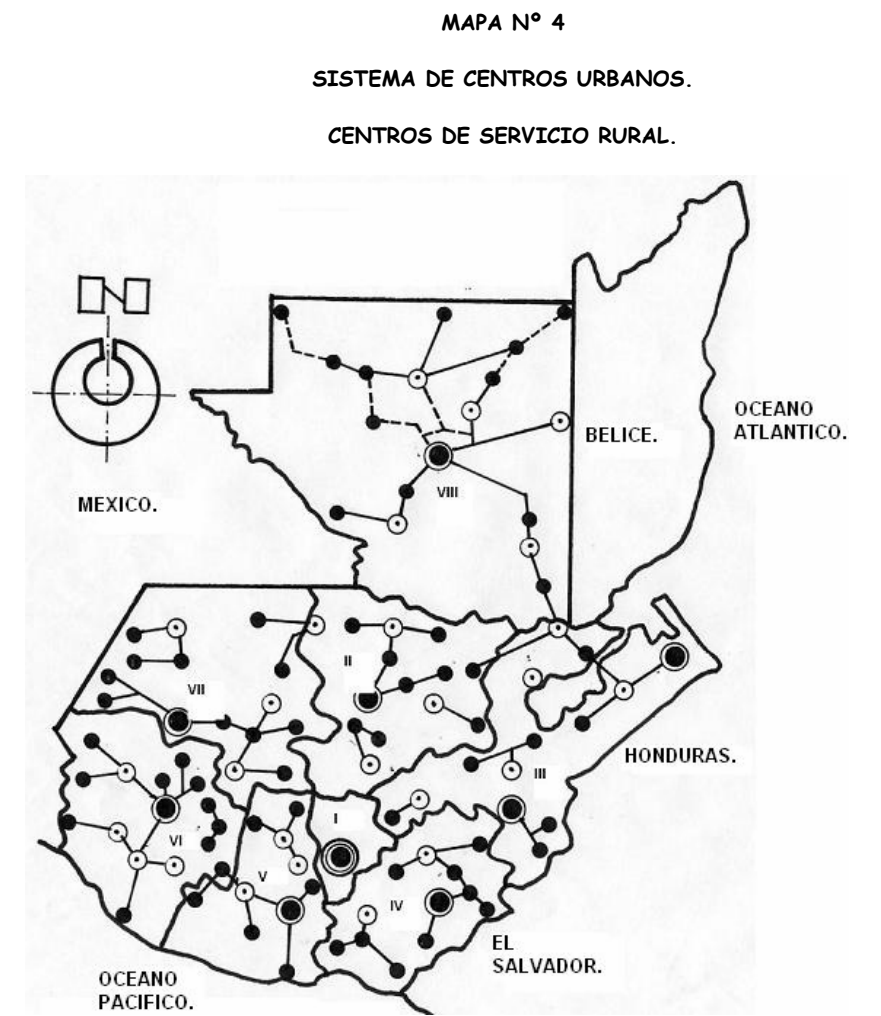 MAPA Nº 4
SISTEMA DE CENTROS URBANOS.
CENTROS DE SERVICIO RURAL.
N
OCEANO
ATLANTICO.
BELICE.
MEXICO.
VIII
II
VII
HONDURAS.
III
I
VI
V
IV
EL
SALVADOR.
OCEANO
PACIFICO.